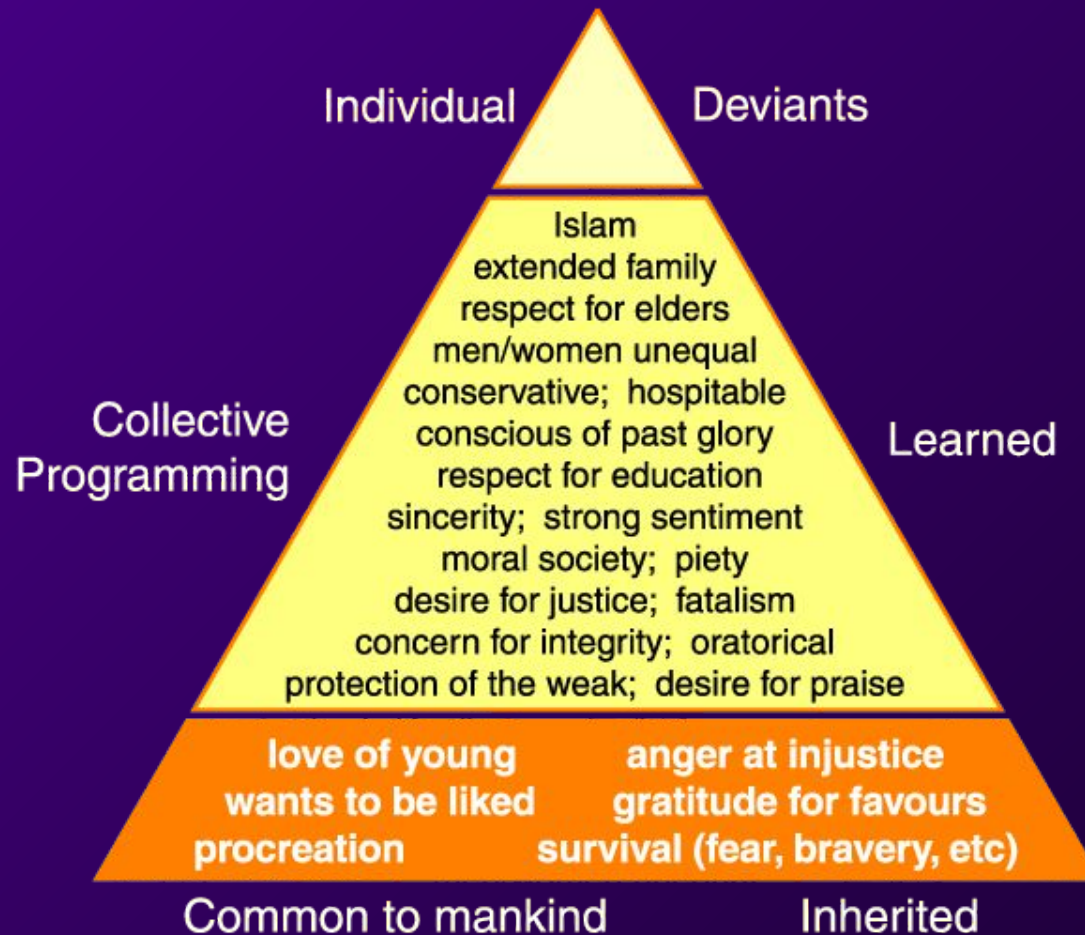 Individual Deviants
Islam
extended family
respect for elders
men/women unequal
conservative; hospitable
conscious of past glory
respect for education
sincerity; strong sentiment
moral society; piety
desire for justice; fatalism
concern for integrity; oratorical
protection of the weak; desire for praise
Collective
Programming
Learned
love of young anger at injustice
wants to be liked gratitude for favours
procreation survival (fear, bravery, etc)
Common to mankind Inherited